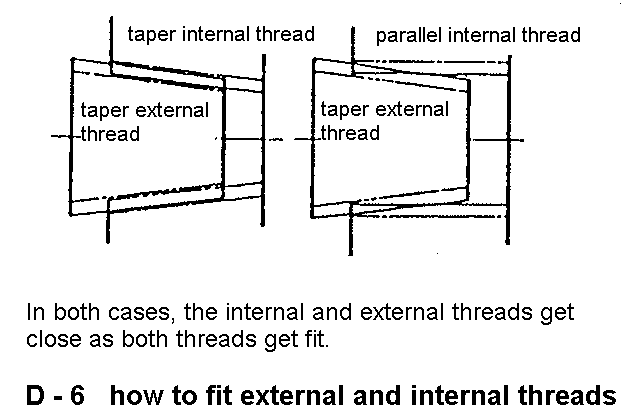 taper internal thread
parallel internal thread
taper external
thread
taper external
thread
In both cases, the internal and external threads get
close as both threads get fit.
D - 6 how to fit external and internal threads